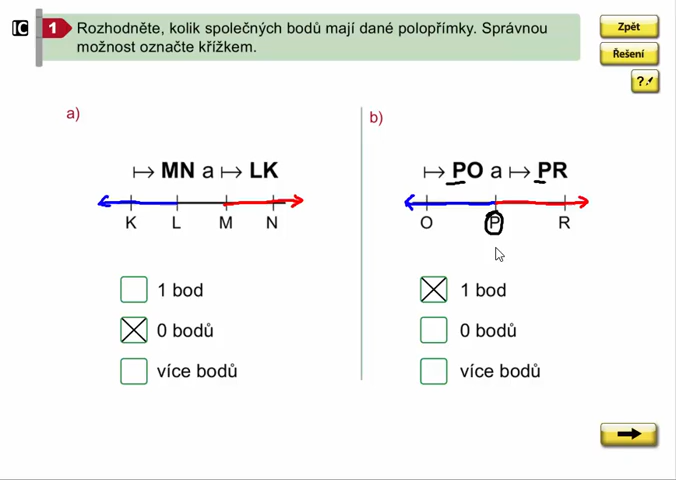 IC 1 Rozhodněte, kolik společných bodů mají dané polopřímky. Správnou
možnost označte křížkem.
Zpět
Řešení
?
a)
↦ MN a ↦ LK
K L M N
1 bod
0 bodů
více bodů
b)
↦ PO a ↦ PR
O P R
1 bod
0 bodů
více bodů